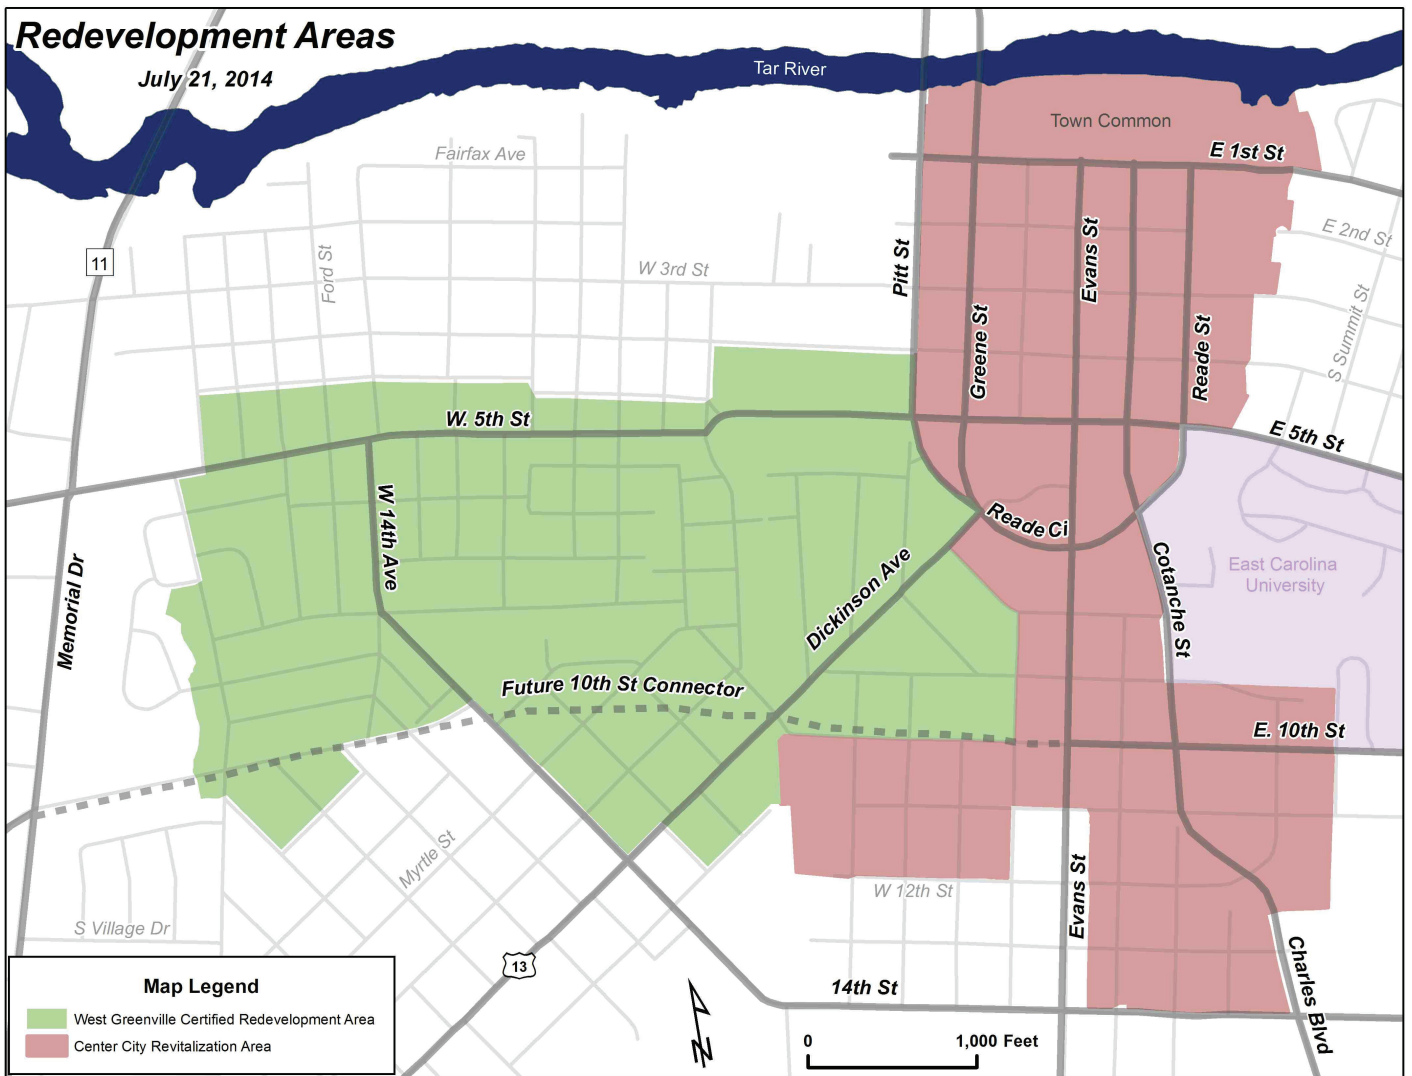 Redevelopment Areas
July 21, 2014
Tar River
Town Common
E 1st St
Fairfax Ave
E 2nd St
11
Ford St
W 3rd St
Pitt St
Evans St
Greene St
Reade St
S Summit St
W. 5th St
E 5th St
W 14th Ave
Reade Ci
Cotanche St
East Carolina
University
Memorial Dr
Dickinson Ave
Future 10th St Connector
E. 10th St
Myrtle St
W 12th St
Evans St
S Village Dr
13
14th St
Charles Blvd
Map Legend
West Greenville Certified Redevelopment Area
Center City Revitalization Area
N
0
1,000 Feet